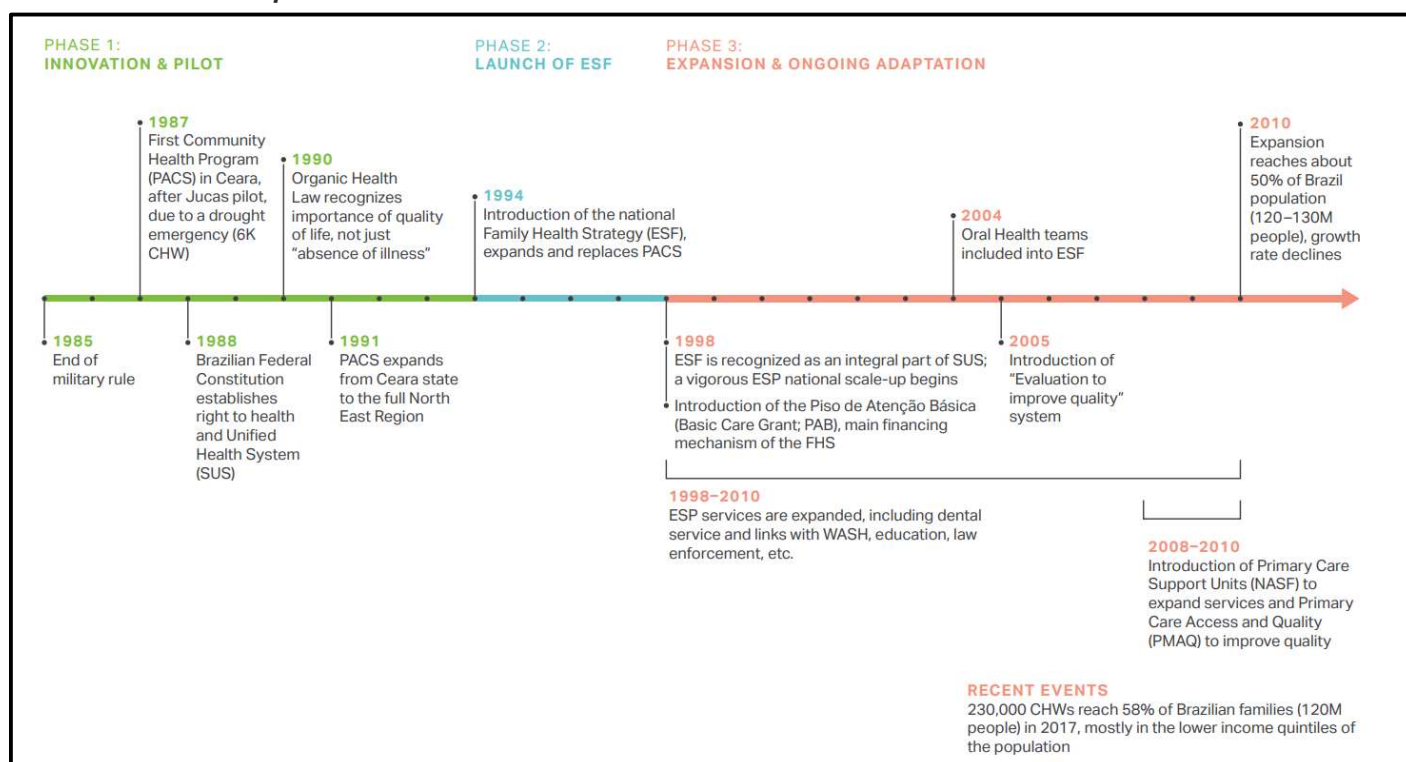 PHASE 1:
INNOVATION & PILOT
PHASE 2:
LAUNCH OF ESF
PHASE 3:
EXPANSION & ONGOING ADAPTATION
1987
First Community
Health Program
(PACS) in Ceara,
after Jucas pilot,
due to a drought
emergency (6K
CHW)
1990
Organic Health
Law recognizes
importance of quality
of life, not just
“absence of illness”
1994
Introduction of the national
Family Health Strategy (ESF),
expands and replaces PACS
2004
Oral Health teams
included into ESF
2010
Expansion
reaches about
50% of Brazil
population
(120–130M
people), growth
rate declines
1985
End of
military rule
1988
Brazilian Federal
Constitution
establishes
right to health
and Unified
Health System
(SUS)
1991
PACS expands
from Ceara state
to the full North
East Region
1998
ESF is recognized as an integral part of SUS;
a vigorous ESP national scale-up begins
Introduction of the Piso de Atenção Básica
(Basic Care Grant; PAB), main financing
mechanism of the FHS
2005
Introduction of
“Evaluation to
improve quality”
system
1998–2010
ESP services are expanded, including dental
service and links with WASH, education, law
enforcement, etc.
2008–2010
Introduction of Primary Care
Support Units (NASF) to
expand services and Primary
Care Access and Quality
(PMAQ) to improve quality
RECENT EVENTS
230,000 CHWs reach 58% of Brazilian families (120M
people) in 2017, mostly in the lower income quintiles of
the population